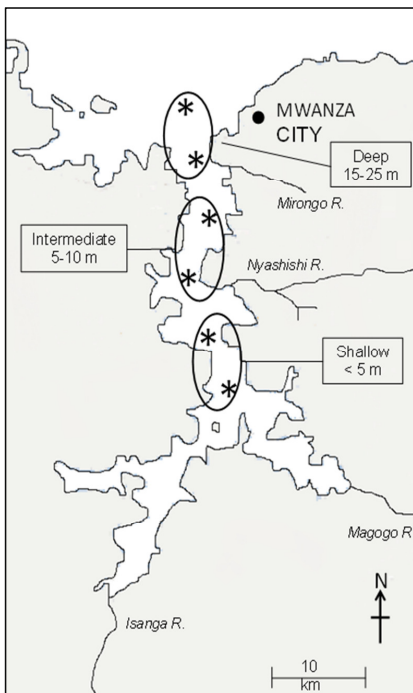 MWANZA
CITY
Deep
15-25 m
Mirongo R.
Intermediate
5-10 m
Nyashishi R.
Shallow
< 5 m
Magogo R
N
Isanga R.
10
km